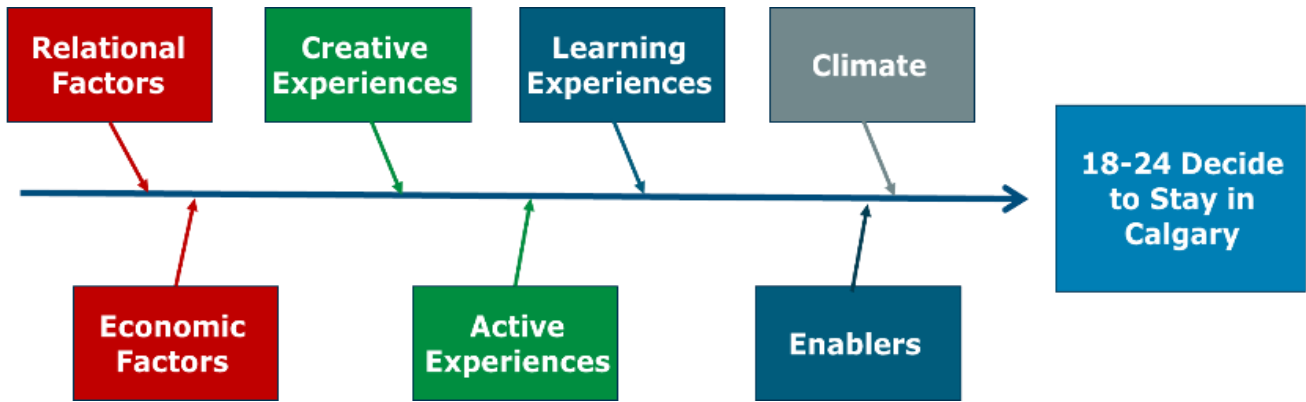 Relational
Factors
Creative
Experiences
Learning
Experiences
Climate
18-24 Decide
to Stay in
Calgary
Economic
Factors
Active
Experiences
Enablers